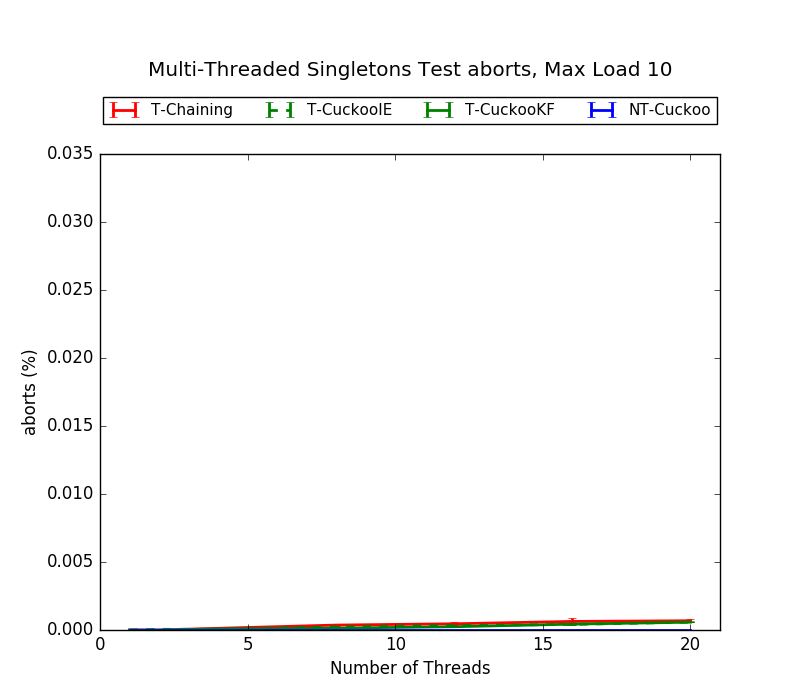 Multi-Threaded Singletons Test aborts, Max Load 10
T-Chaining T-CuckooIE T-CuckooKF NT-Cuckoo
0.035
0.030
0.025
0.020
0.015
0.010
0.005
0.000
aborts (%)
0 5 10 15 20
Number of Threads